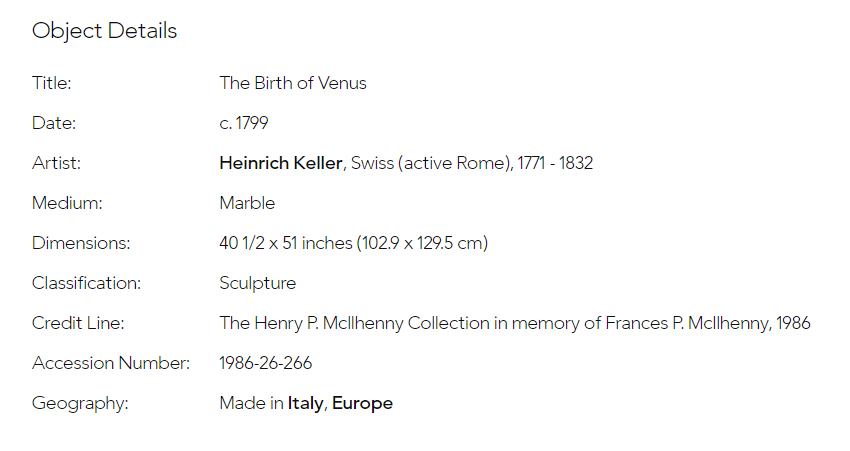 Object Details
Title: The Birth of Venus
Date: c. 1799
Artist: Heinrich Keller, Swiss (active Rome), 1771 - 1832
Medium: Marble
Dimensions: 40 1/2 x 51 inches (102.9 x 129.5 cm)
Classification: Sculpture
Credit Line: The Henry P. McIlhenny Collection in memory of Frances P. McIlhenny, 1986
Accession Number: 1986-26-266
Geography: Made in Italy, Europe